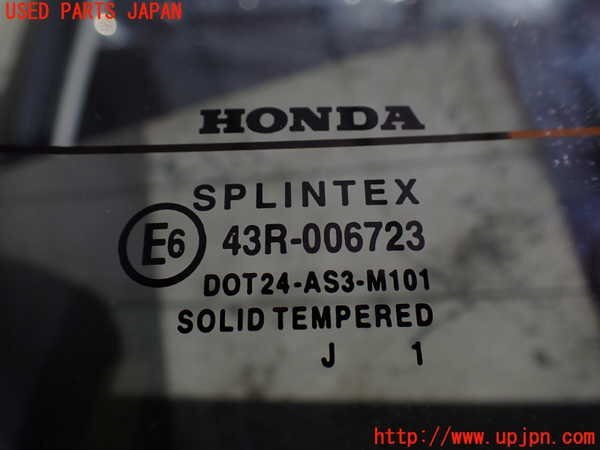 USED PARTS JAPAN
HONDA
SPLINTEX
E6 43R-006723
DOT24-AS3-M101
SOLID TEMPERED
J 1
http://www.upjpn.com